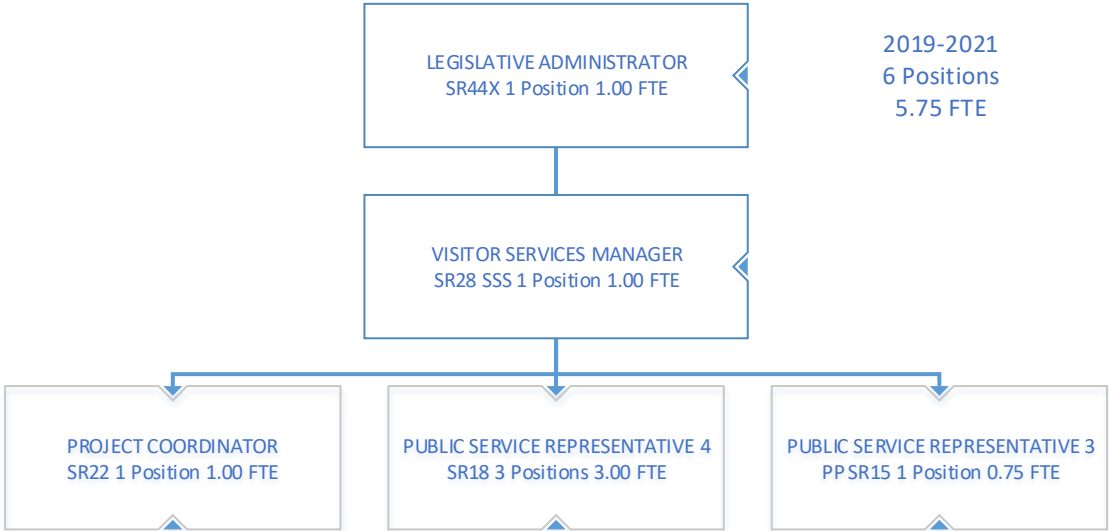 LEGISLATIVE ADMINISTRATOR
SR44X 1 Position 1.00 FTE
2019-2021
6 Positions
5.75 FTE
VISITOR SERVICES MANAGER
SR28 SSS 1 Position 1.00 FTE
PROJECT COORDINATOR
SR22 1 Position 1.00 FTE
PUBLIC SERVICE REPRESENTATIVE 4
SR18 3 Positions 3.00 FTE
PUBLIC SERVICE REPRESENTATIVE 3
PP SR15 1 Position 0.75 FTE